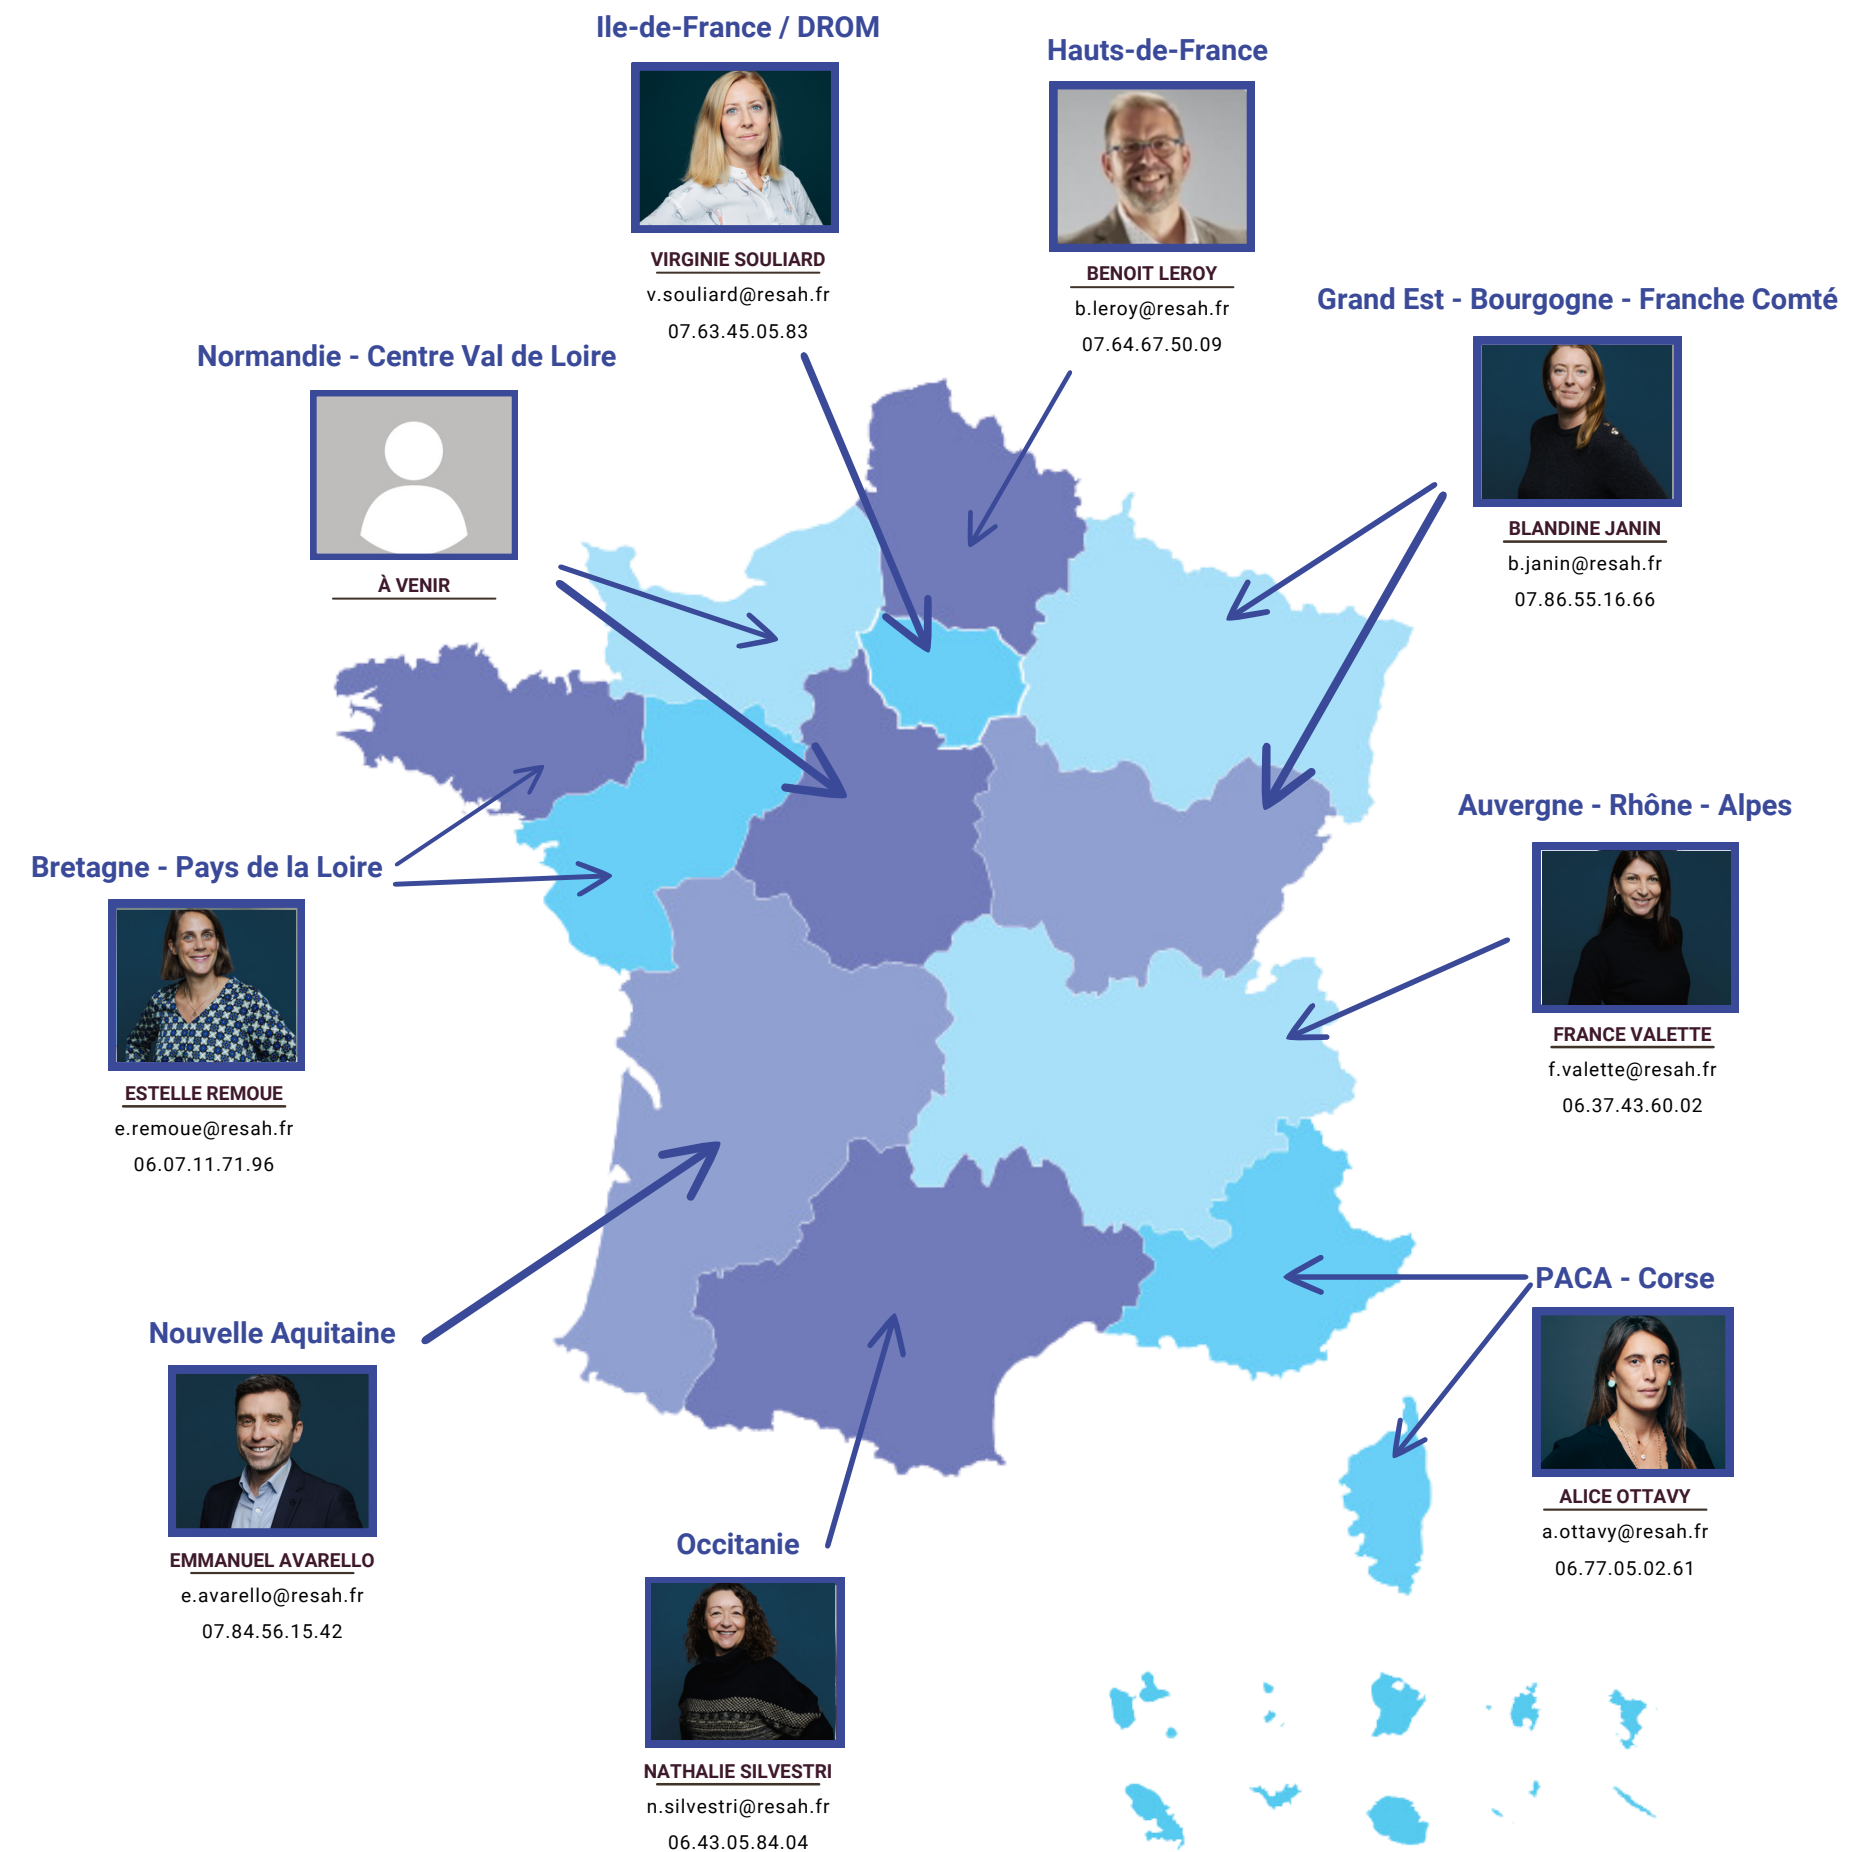 Ile-de-France / DROM
VIRGINIE SOULIARD
v.souliard@resah.fr
07.63.45.05.83
Hauts-de-France
BENOIT LEROY
b.leroy@resah.fr
07.64.67.50.09
Grand Est - Bourgogne - Franche Comté
BLANDINE JANIN
b.janin@resah.fr
07.86.55.16.66
Normandie - Centre Val de Loire
À VENIR
Auvergne - Rhône - Alpes
FRANCE VALETTE
f.valette@resah.fr
06.37.43.60.02
Bretagne - Pays de la Loire
ESTELLE REMOUE
e.remoue@resah.fr
06.07.11.71.96
PACA - Corse
ALICE OTTAVY
a.ottavy@resah.fr
06.77.05.02.61
Nouvelle Aquitaine
EMMANUEL AVARELLO
e.avarello@resah.fr
07.84.56.15.42
Occitanie
NATHALIE SILVESTRI
n.silvestri@resah.fr
06.43.05.84.04